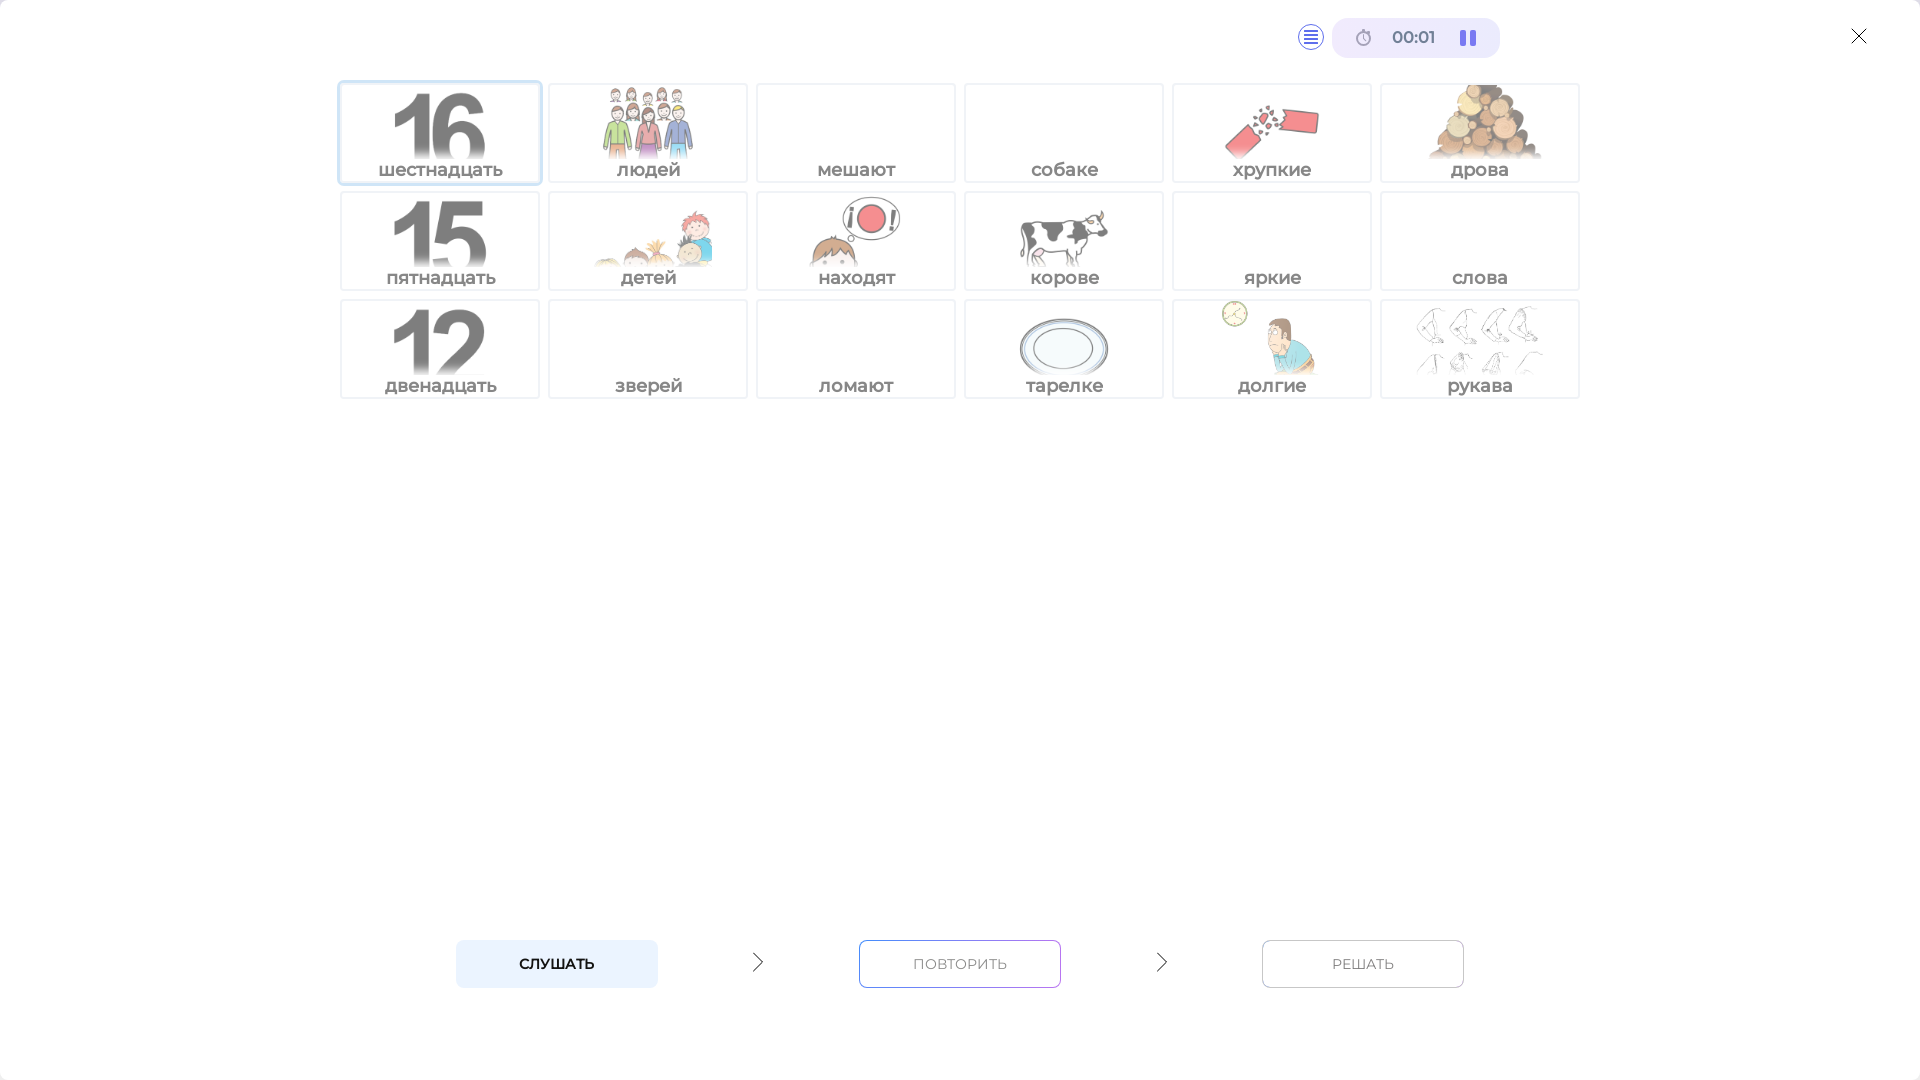 00:01
16
шестнадцать
людей
мешают
собаке
хрупкие
дрова
15
пятнадцать
детей
находят
корове
яркие
слова
12
двенадцать
зверей
ломают
тарелке
долгие
рукава
СЛУШАТЬ
ПОВТОРИТЬ
РЕШАТЬ